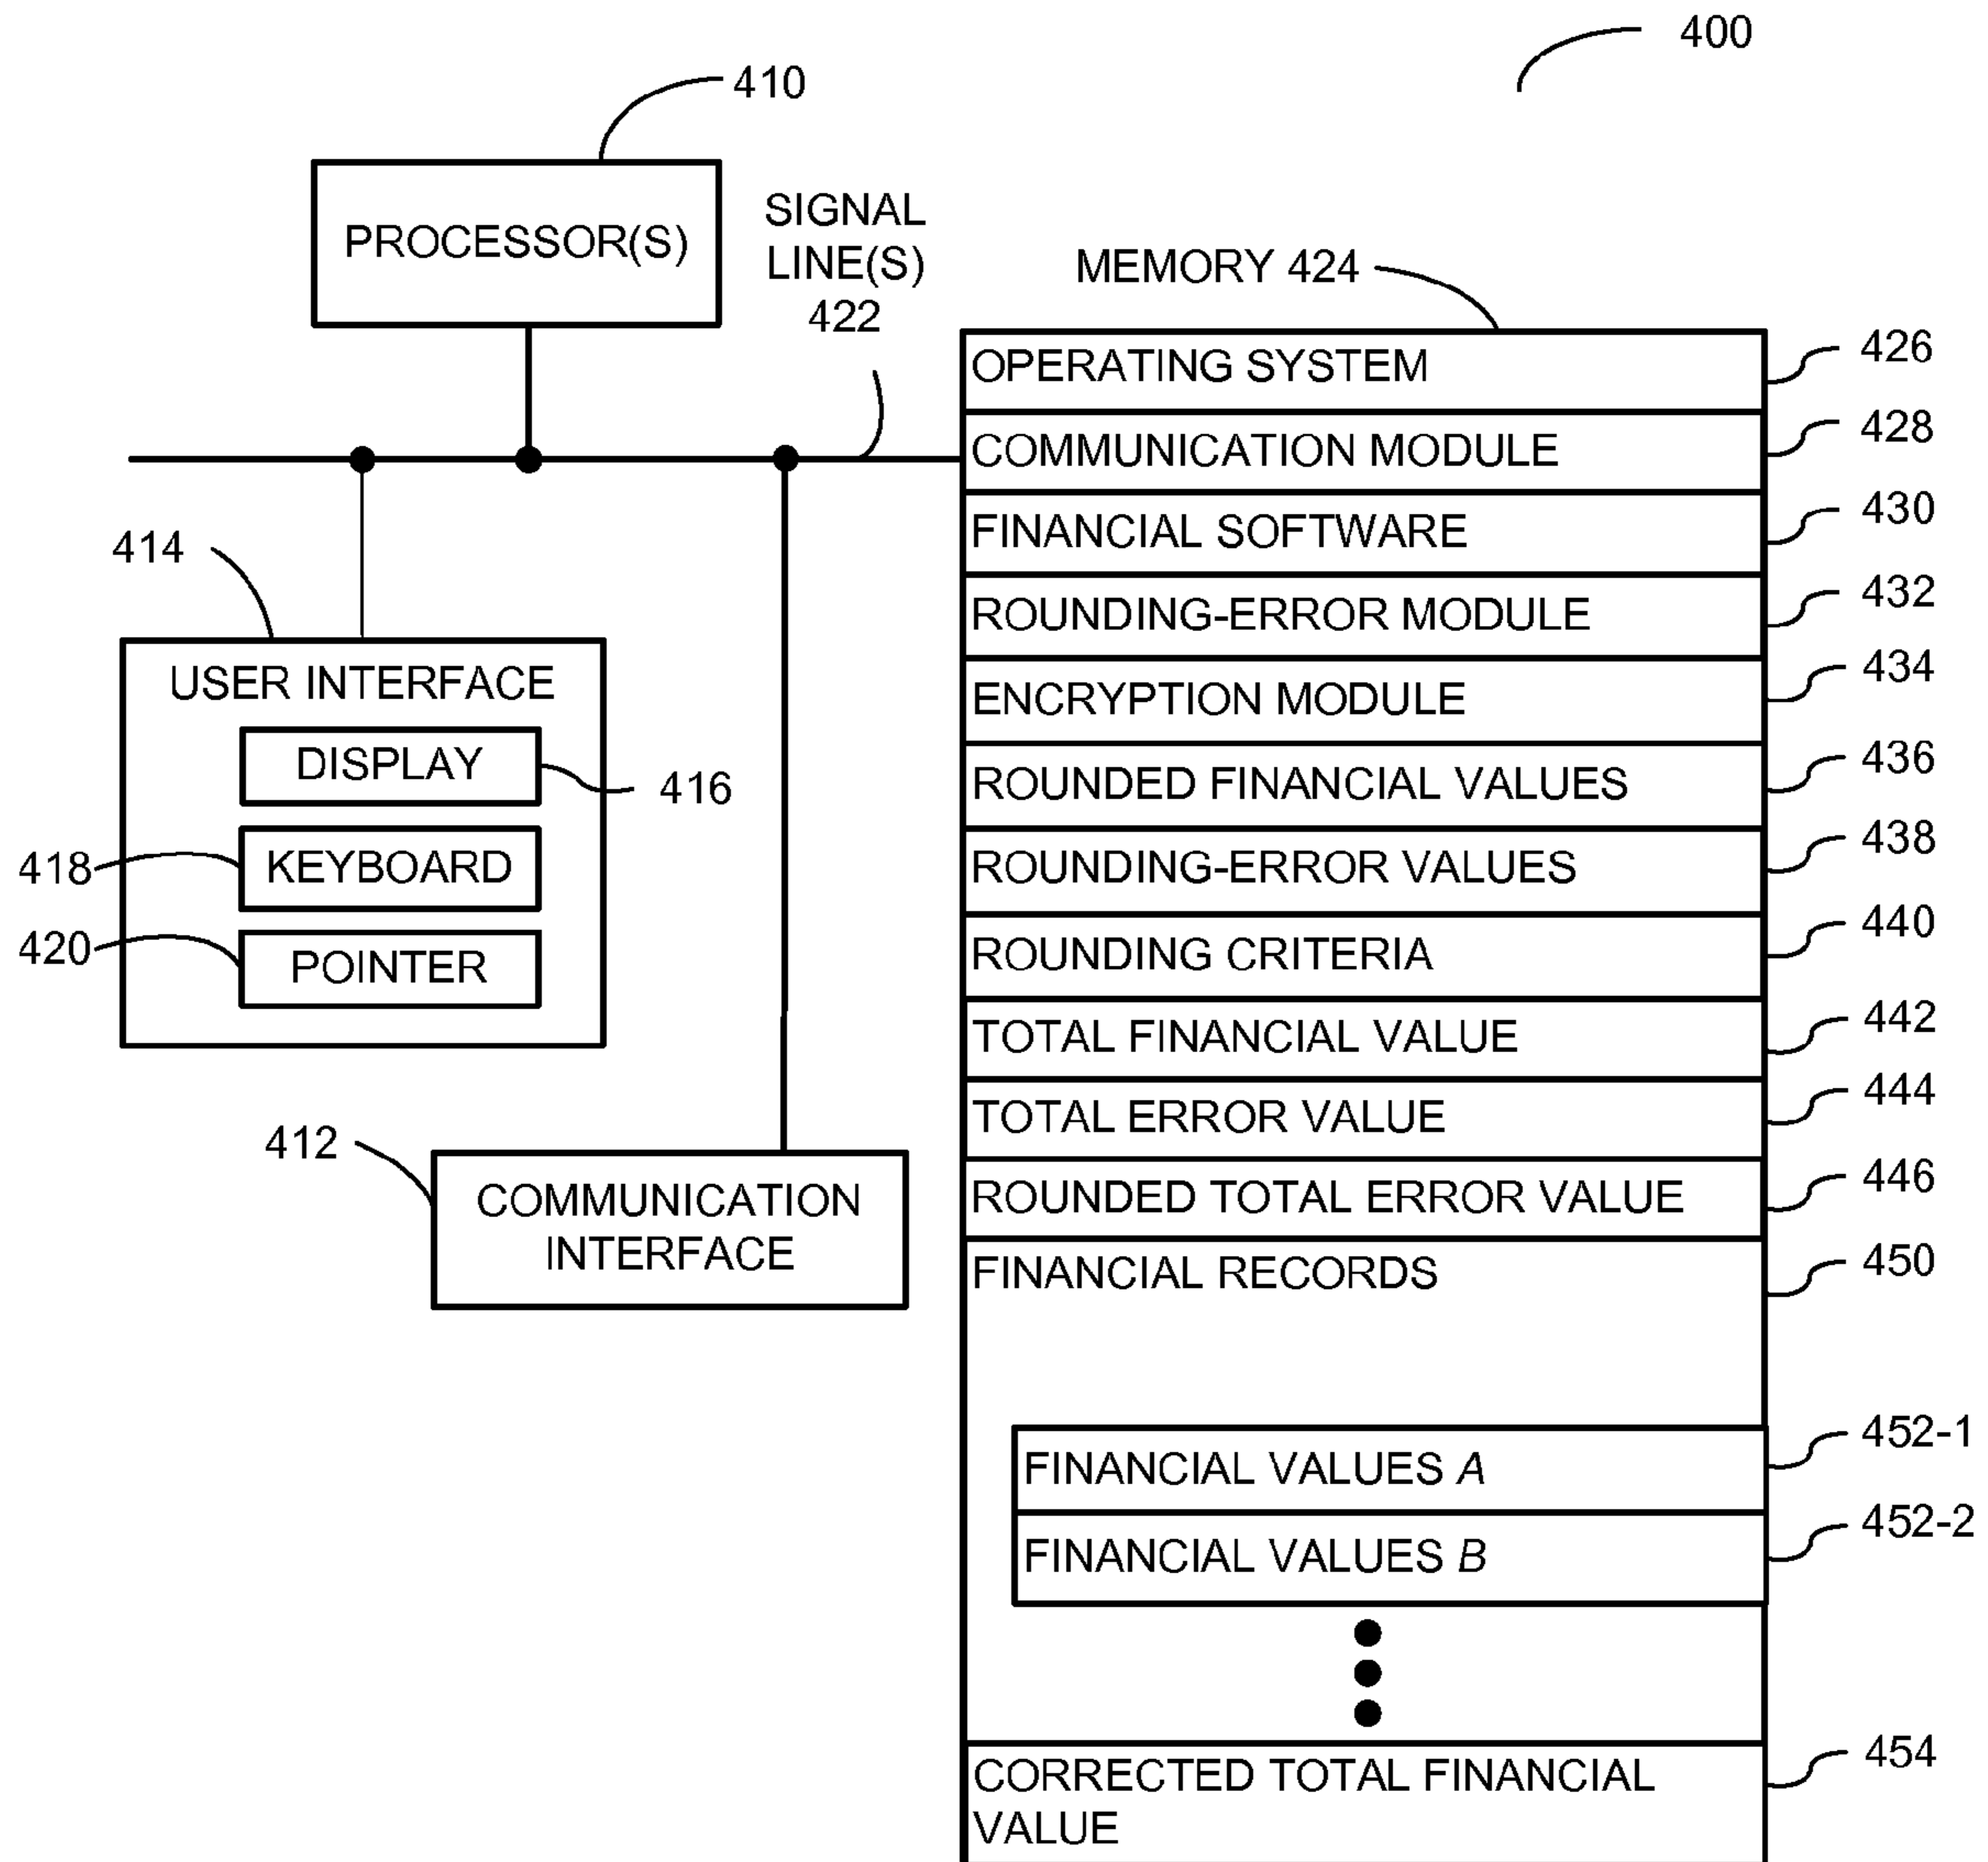 400
410
PROCESSOR(S)
SIGNAL
LINE(S)
422
MEMORY 424
OPERATING SYSTEM
426
COMMUNICATION MODULE
428
FINANCIAL SOFTWARE
430
ROUNDING-ERROR MODULE
432
ENCRYPTION MODULE
434
ROUNDED FINANCIAL VALUES
436
ROUNDING-ERROR VALUES
438
ROUNDING CRITERIA
440
TOTAL FINANCIAL VALUE
442
TOTAL ERROR VALUE
444
ROUNDED TOTAL ERROR VALUE
446
FINANCIAL RECORDS
450
FINANCIAL VALUES A
452-1
FINANCIAL VALUES B
452-2
CORRECTED TOTAL FINANCIAL
VALUE
454
414
USER INTERFACE
DISPLAY
416
418
KEYBOARD
420
POINTER
412
COMMUNICATION
INTERFACE